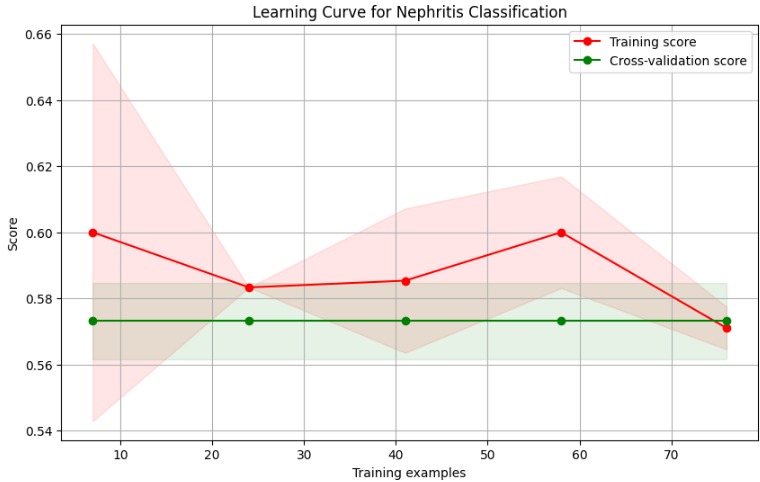 Learning Curve for Nephritis Classification
Training score
Cross-validation score
0.66
0.64
0.62
0.60
0.58
0.56
0.54
Score
10 20 30 40 50 60 70
Training examples